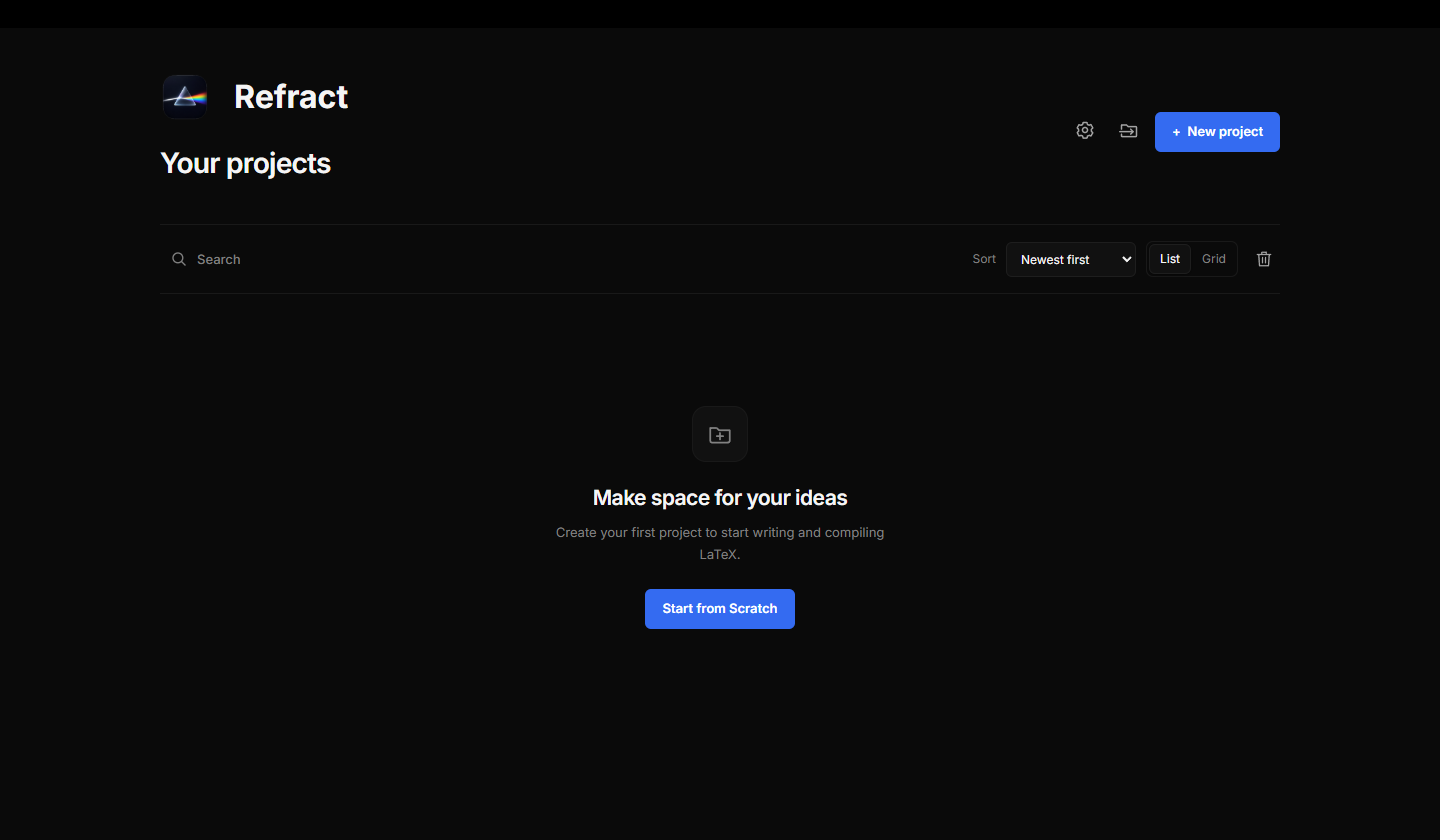 Refract
Your projects
+ New project
Search
Sort
Newest first
List
Grid
Make space for your ideas
Create your first project to start writing and compiling
LaTeX.
Start from Scratch